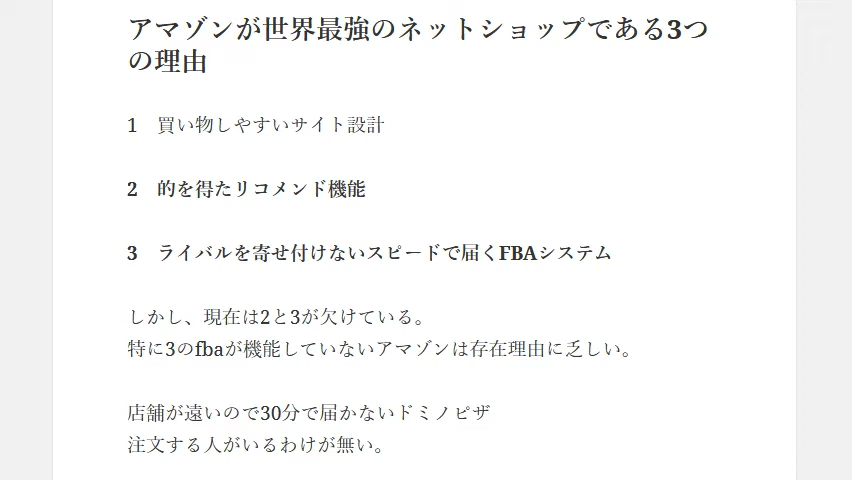 アマゾンが世界最強のネットショップである3つ
の理由
1　買い物しやすいサイト設計
2　的を得たリコメンド機能
3　ライバルを寄せ付けないスピードで届くFBAシステム
しかし、現在は2と3が欠けている。
特に3のfbaが機能していないアマゾンは存在理由に乏しい。
店舗が遠いので30分で届かないドミノピザ
注文する人がいるわけが無い。